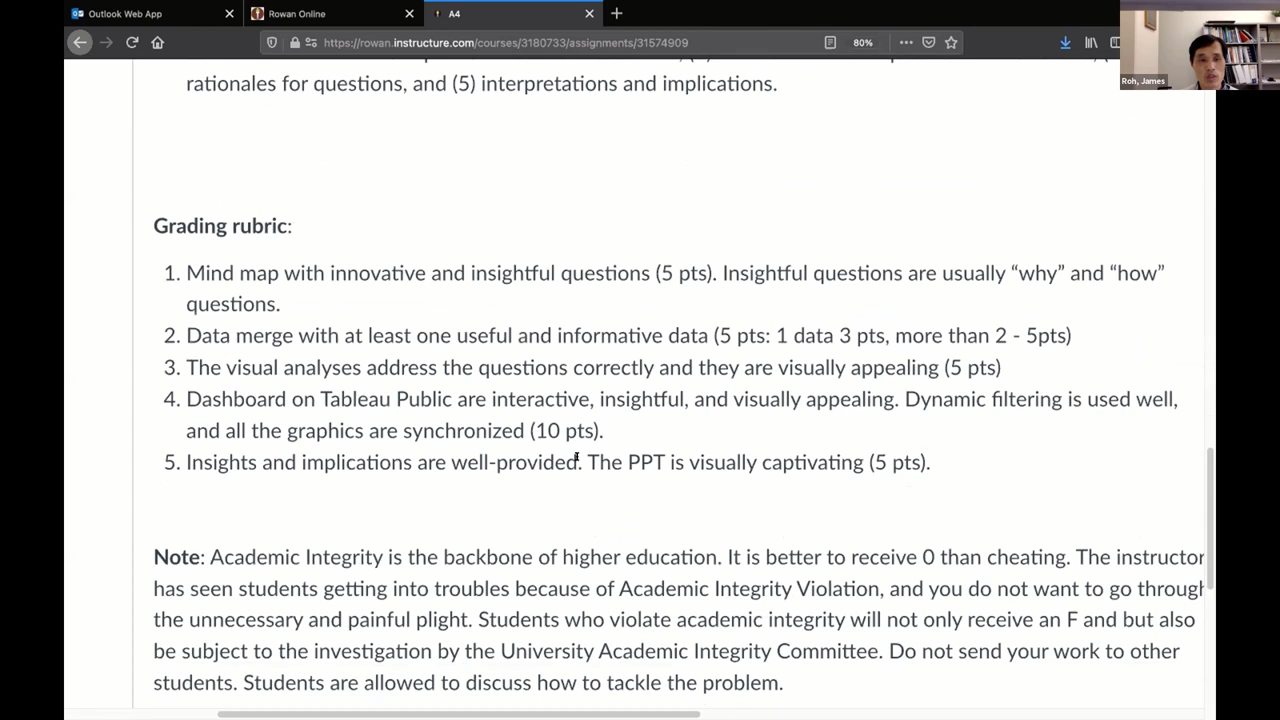 Outlook Web App
Rowan Online
A4
https://rowan.instructure.com/courses/3180733/assignments/31574909
80%
Roh, James
rationales for questions, and (5) interpretations and implications.
Grading rubric:
1. Mind map with innovative and insightful questions (5 pts). Insightful questions are usually “why” and “how”
questions.
2. Data merge with at least one useful and informative data (5 pts: 1 data 3 pts, more than 2 - 5pts)
3. The visual analyses address the questions correctly and they are visually appealing (5 pts)
4. Dashboard on Tableau Public are interactive, insightful, and visually appealing. Dynamic filtering is used well,
and all the graphics are synchronized (10 pts).
5. Insights and implications are well-provided. The PPT is visually captivating (5 pts).
Note: Academic Integrity is the backbone of higher education. It is better to receive 0 than cheating. The instructor
has seen students getting into troubles because of Academic Integrity Violation, and you do not want to go through
the unnecessary and painful plight. Students who violate academic integrity will not only receive an F and but also
be subject to the investigation by the University Academic Integrity Committee. Do not send your work to other
students. Students are allowed to discuss how to tackle the problem.